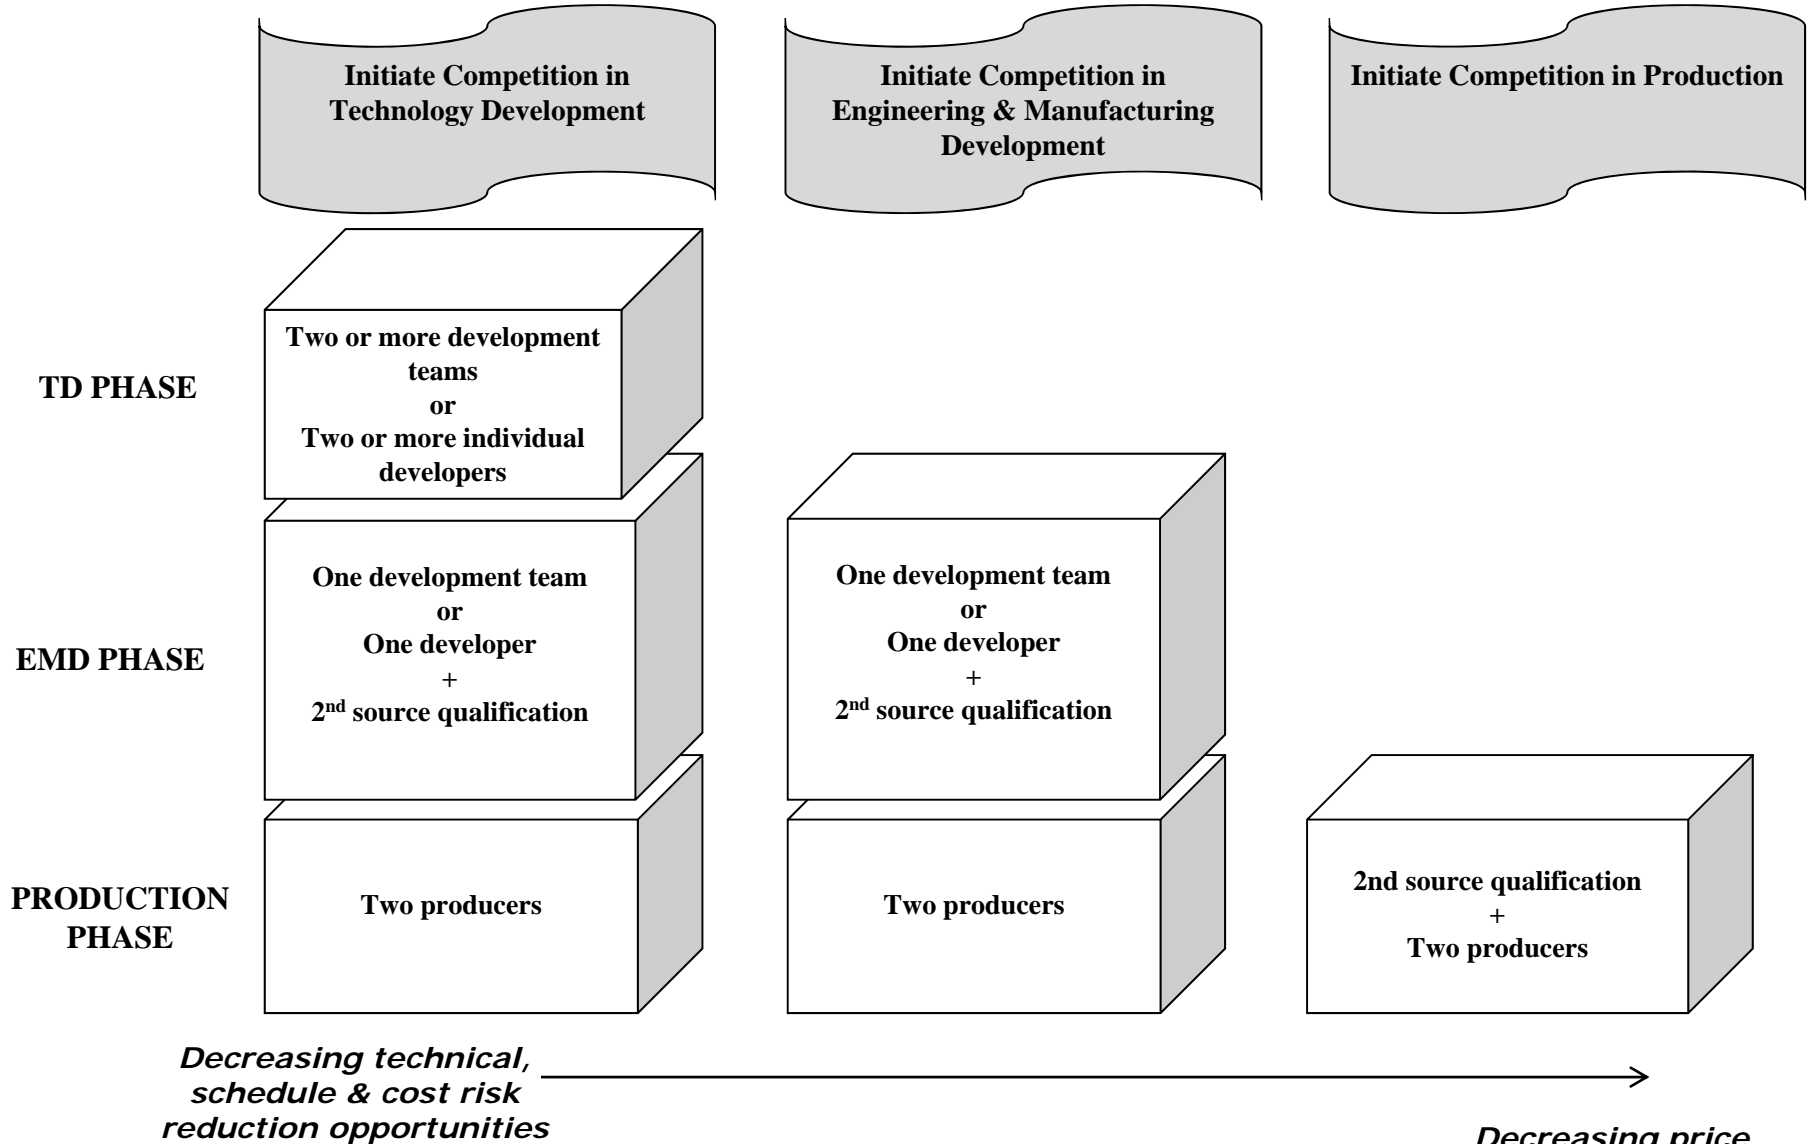 Initiate Competition in
Technology Development
Initiate Competition in
Engineering & Manufacturing
Development
Initiate Competition in Production
TD PHASE
Two or more development
teams
or
Two or more individual
developers
EMD PHASE
One development team
or
One developer
+
2nd source qualification
One development team
or
One developer
+
2nd source qualification
PRODUCTION
PHASE
Two producers
Two producers
2nd source qualification
+
Two producers
Decreasing technical,
schedule & cost risk
reduction opportunities
Decreasing price